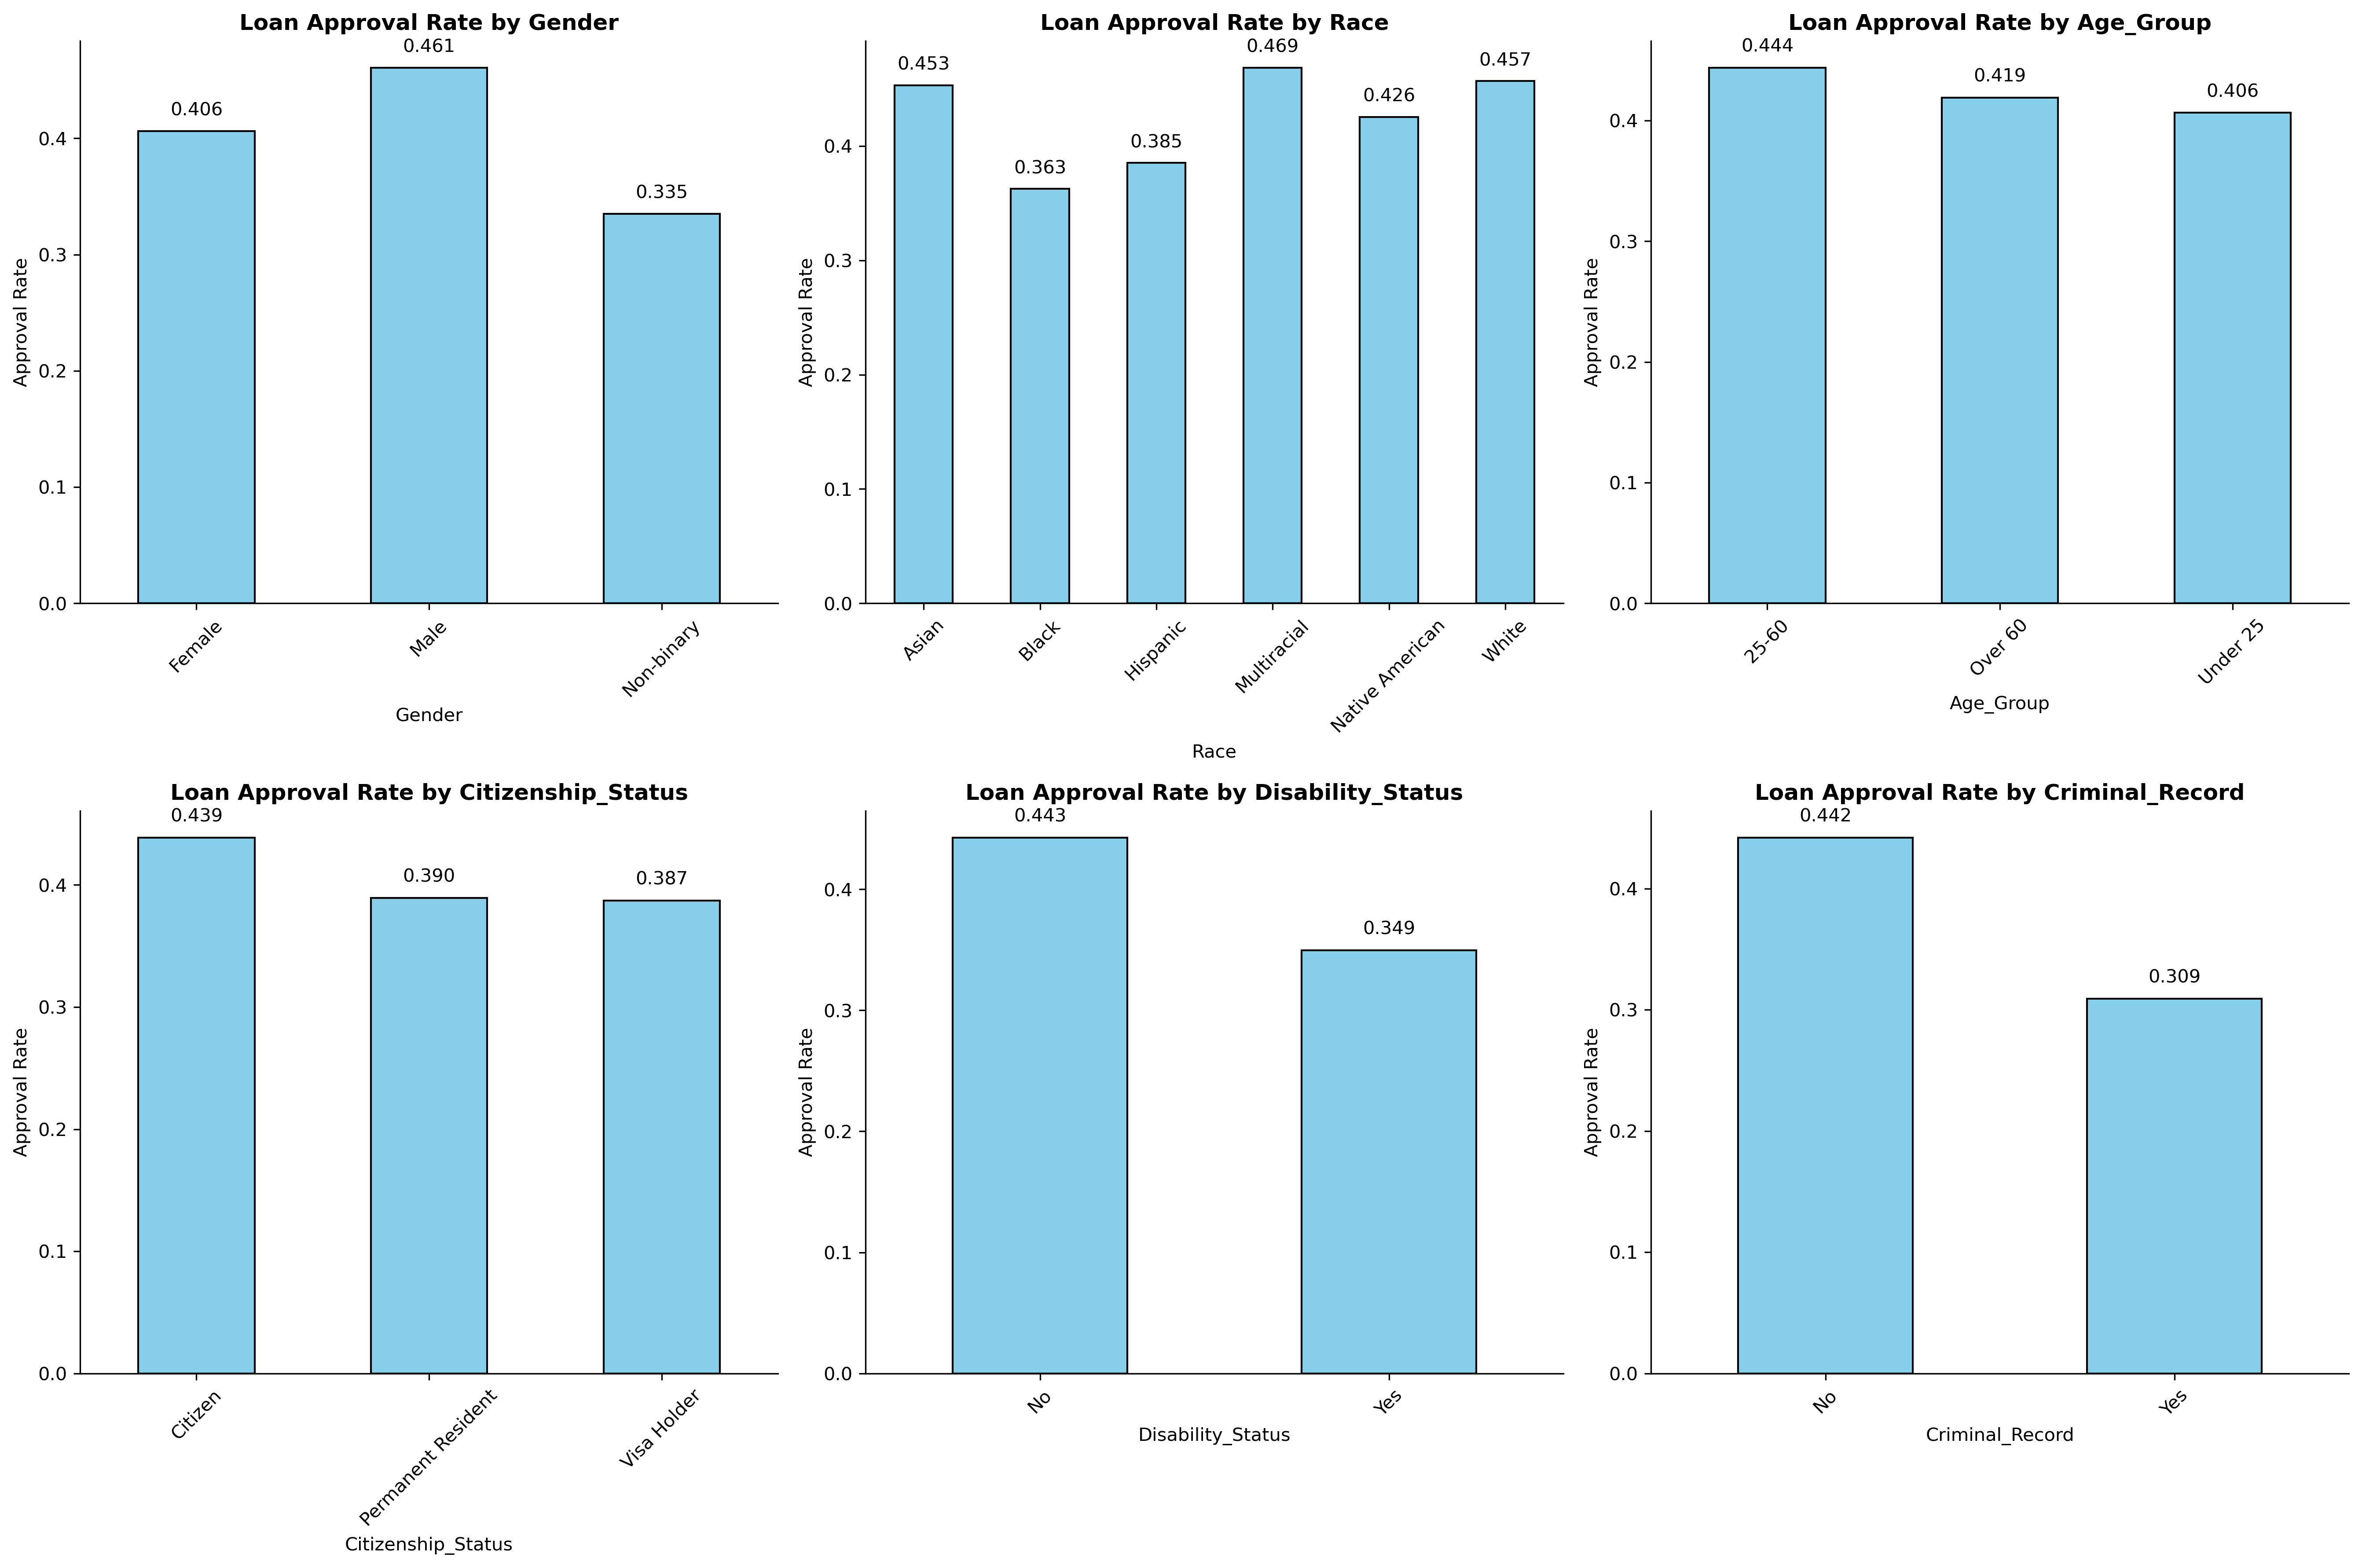 Loan Approval Rate by Gender
0.461
0.406
0.335
0.4
0.3
0.2
0.1
0.0
Approval Rate
Female
Male
Non-binary
Gender
Loan Approval Rate by Race
0.469
0.453
0.457
0.426
0.385
0.363
0.4
0.3
0.2
0.1
0.0
Approval Rate
Asian
Black
Hispanic
Multiracial
Native American
White
Race
Loan Approval Rate by Age_Group
0.444
0.419
0.406
0.4
0.3
0.2
0.1
0.0
Approval Rate
25-60
Over 60
Under 25
Age_Group
Loan Approval Rate by Citizenship_Status
0.439
0.390
0.387
0.4
0.3
0.2
0.1
0.0
Approval Rate
Citizen
Permanent Resident
Visa Holder
Citizenship_Status
Loan Approval Rate by Disability_Status
0.443
0.349
0.4
0.3
0.2
0.1
0.0
Approval Rate
No
Yes
Disability_Status
Loan Approval Rate by Criminal_Record
0.442
0.309
0.4
0.3
0.2
0.1
0.0
Approval Rate
No
Yes
Criminal_Record